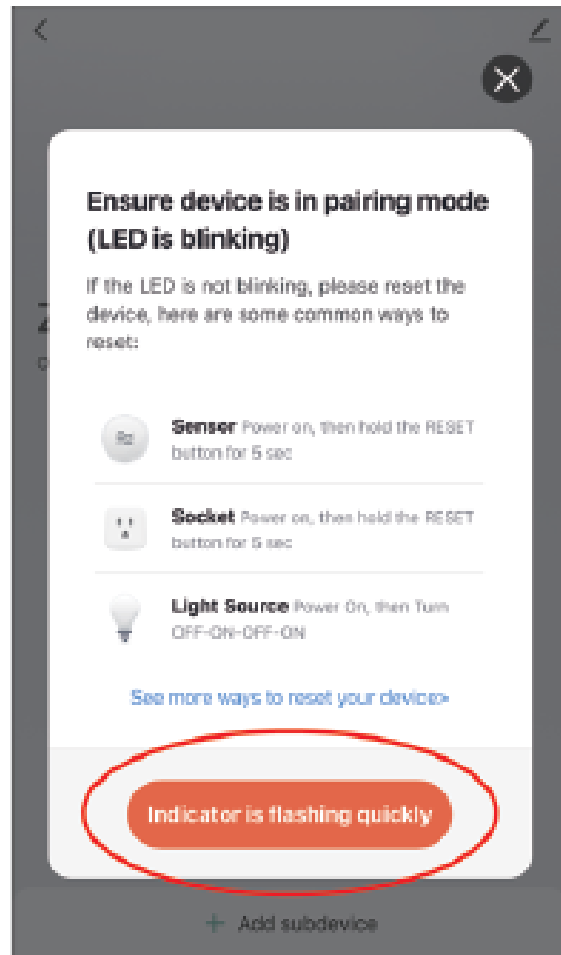 Ensure device is in pairing mode
(LED is blinking)
If the LED is not blinking, please reset the
device, here are some common ways to
reset:
Sensor Power on, then hold the RESET
button for 5 sec
Socket Power on, then hold the RESET
button for 5 sec
Light Source Power On, then Turn
OFF-ON-OFF-ON
See more ways to reset your device>
Indicator is flashing quickly
+ Add subdevice